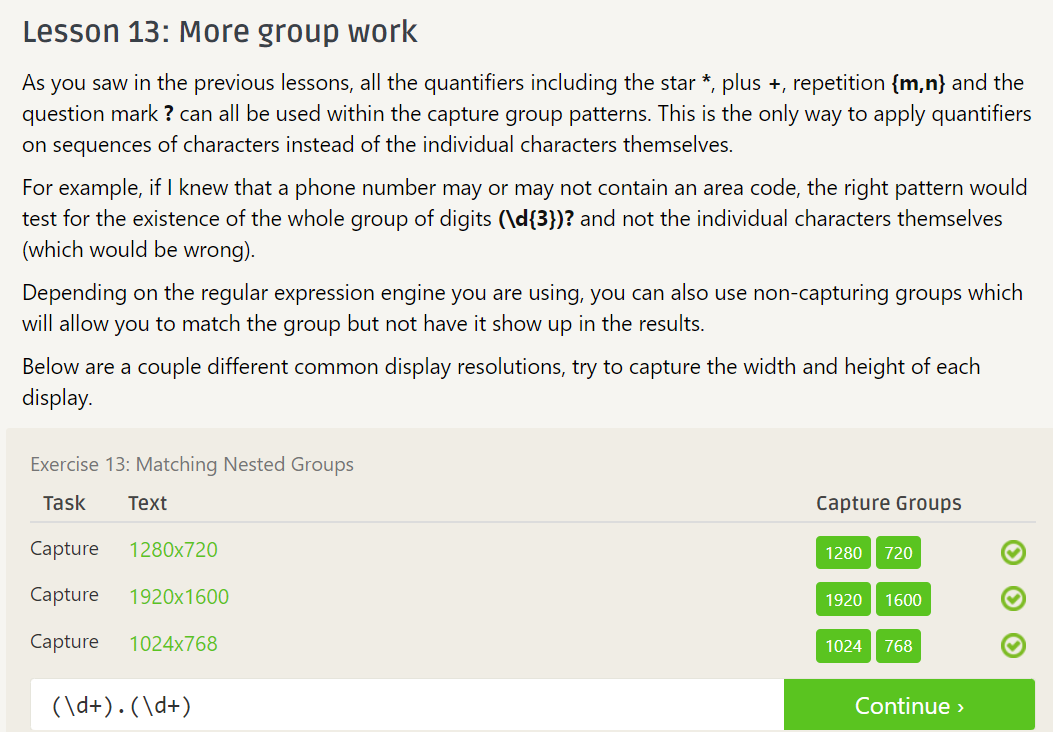 Lesson 13: More group work
As you saw in the previous lessons, all the quantifiers including the star *, plus +, repetition {m,n} and the
question mark ? can all be used within the capture group patterns. This is the only way to apply quantifiers
on sequences of characters instead of the individual characters themselves.
For example, if I knew that a phone number may or may not contain an area code, the right pattern would
test for the existence of the whole group of digits (\d{3})? and not the individual characters themselves
(which would be wrong).
Depending on the regular expression engine you are using, you can also use non-capturing groups which
will allow you to match the group but not have it show up in the results.
Below are a couple different common display resolutions, try to capture the width and height of each
display.
Exercise 13: Matching Nested Groups
Task Text Capture Groups
Capture 1280x720 1280 720
Capture 1920x1600 1920 1600
Capture 1024x768 1024 768
(\d+).(\d+) Continue ›